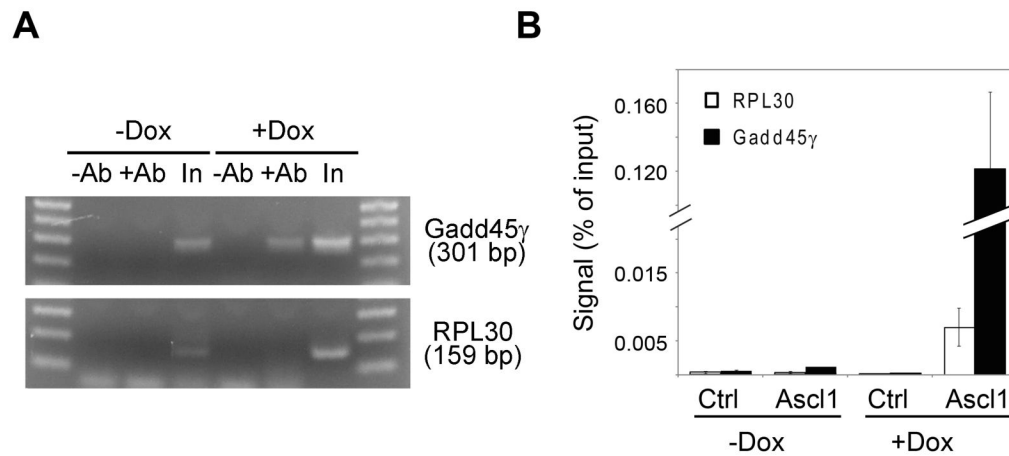 A
-Dox +Dox
-Ab +Ab In -Ab +Ab In
Gadd45γ
(301 bp)
RPL30
(159 bp)
B
Signal (% of input)
0.160
0.120
0.015
0.005
RPL30
Gadd45γ
Ctrl Ascl1 Ctrl Ascl1
-Dox +Dox